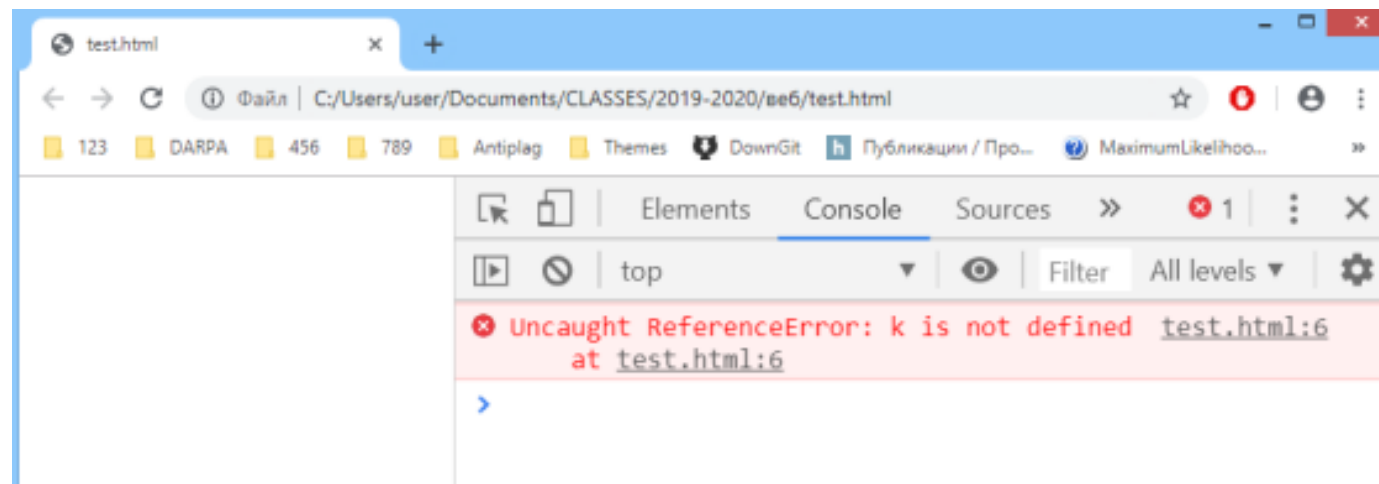 test.html
Файл | C:/Users/user/Documents/CLASSES/2019-2020/веб/test.html
123 DARPA 456 789 Antiplag Themes DownGit h Публикации / Про... MaximumLikelihoo... »
Elements Console Sources » 1
top Filter All levels
Uncaught ReferenceError: k is not defined test.html:6
at test.html:6